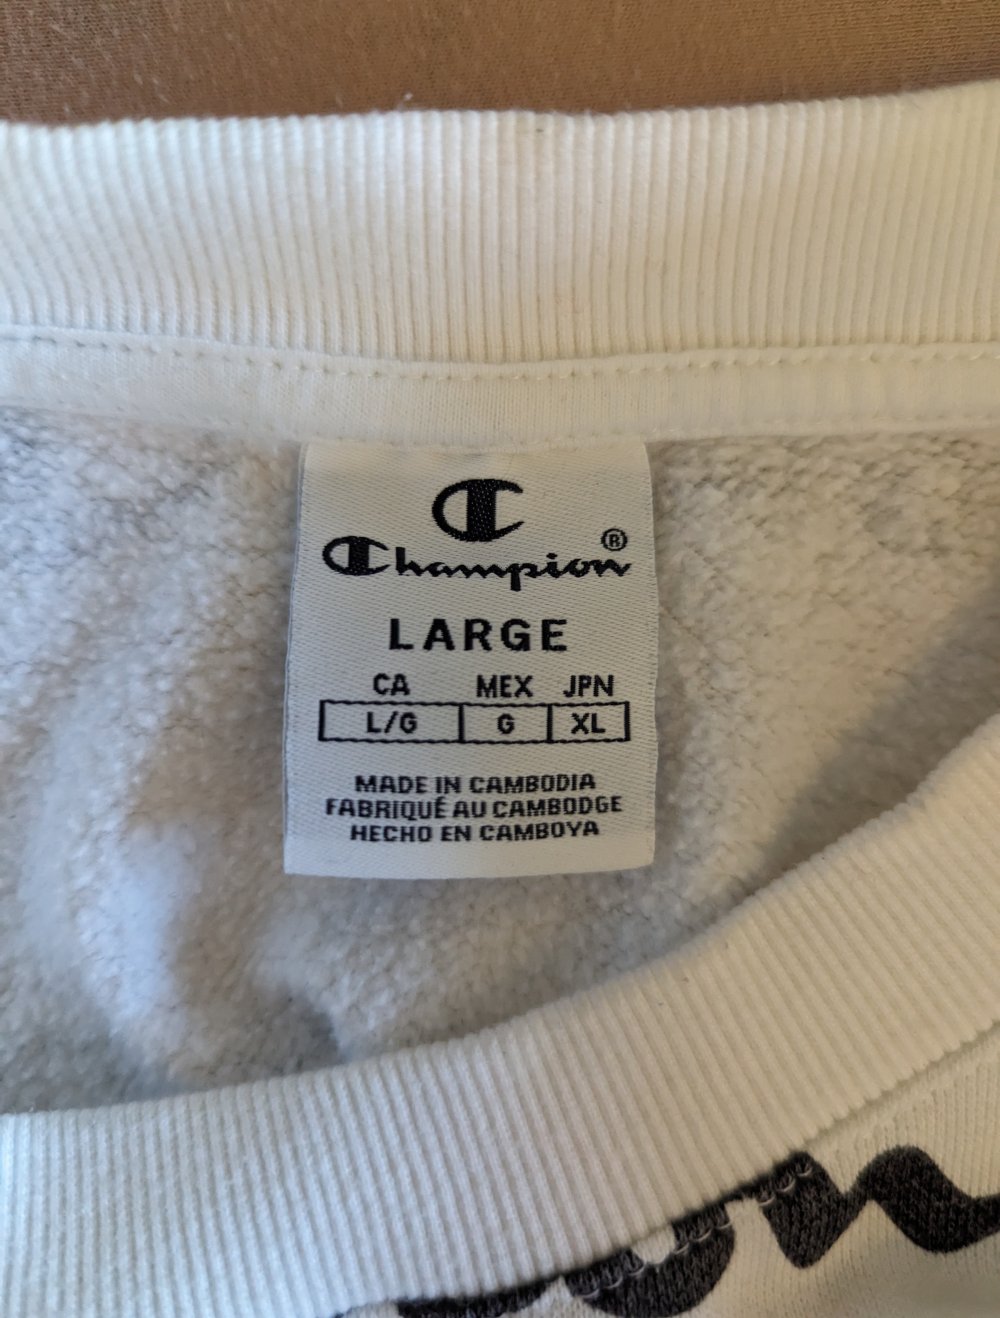 C
Champion®
LARGE
CA MEX JPN
L/G G XL
MADE IN CAMBODIA
FABRIQUÉ AU CAMBODGE
HECHO EN CAMBOYA